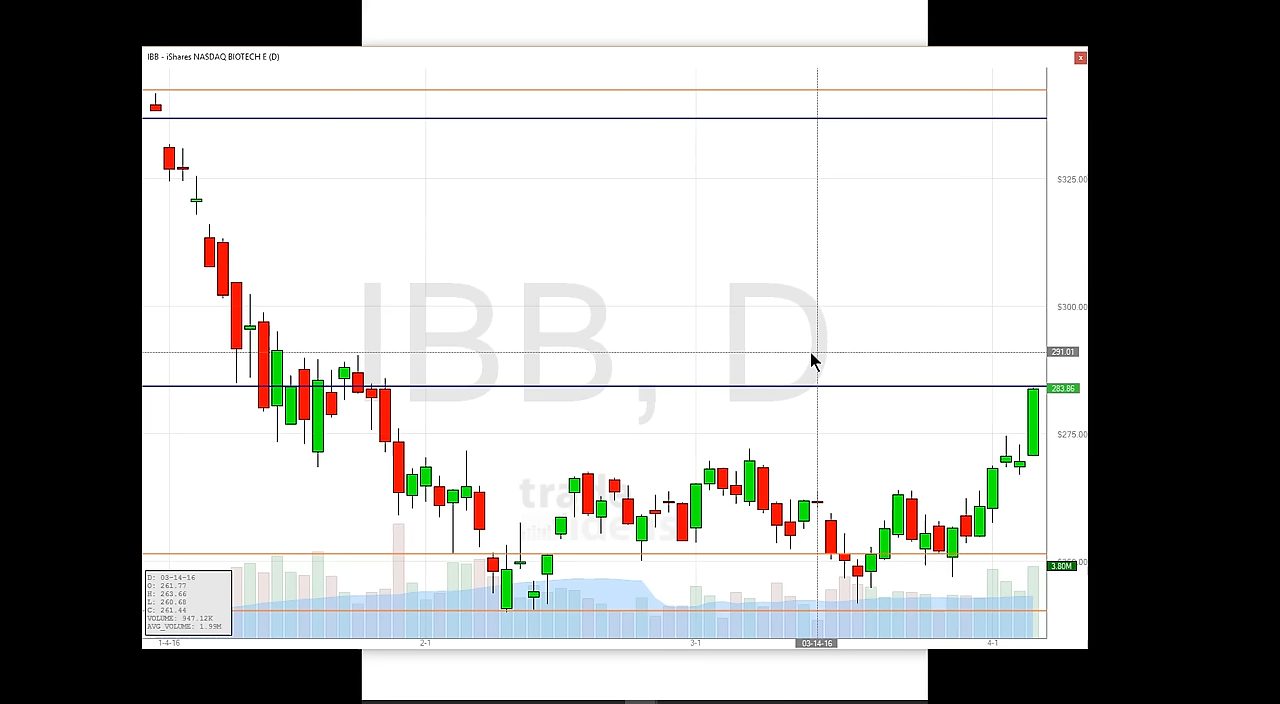 IBB - iShares NASDAQ BIOTECH E (D)
x
$325.00
$300.00
291.01
283.86
$275.00
IBB, D
3.80M
D: 03-14-16
O: 261.77
H: 263.66
L: 260.68
C: 261.44
VOLUME: 947.12K
AVG_VOLUME: 1.99M
1-4-16
2-1
3-1
03-14-16
4-1